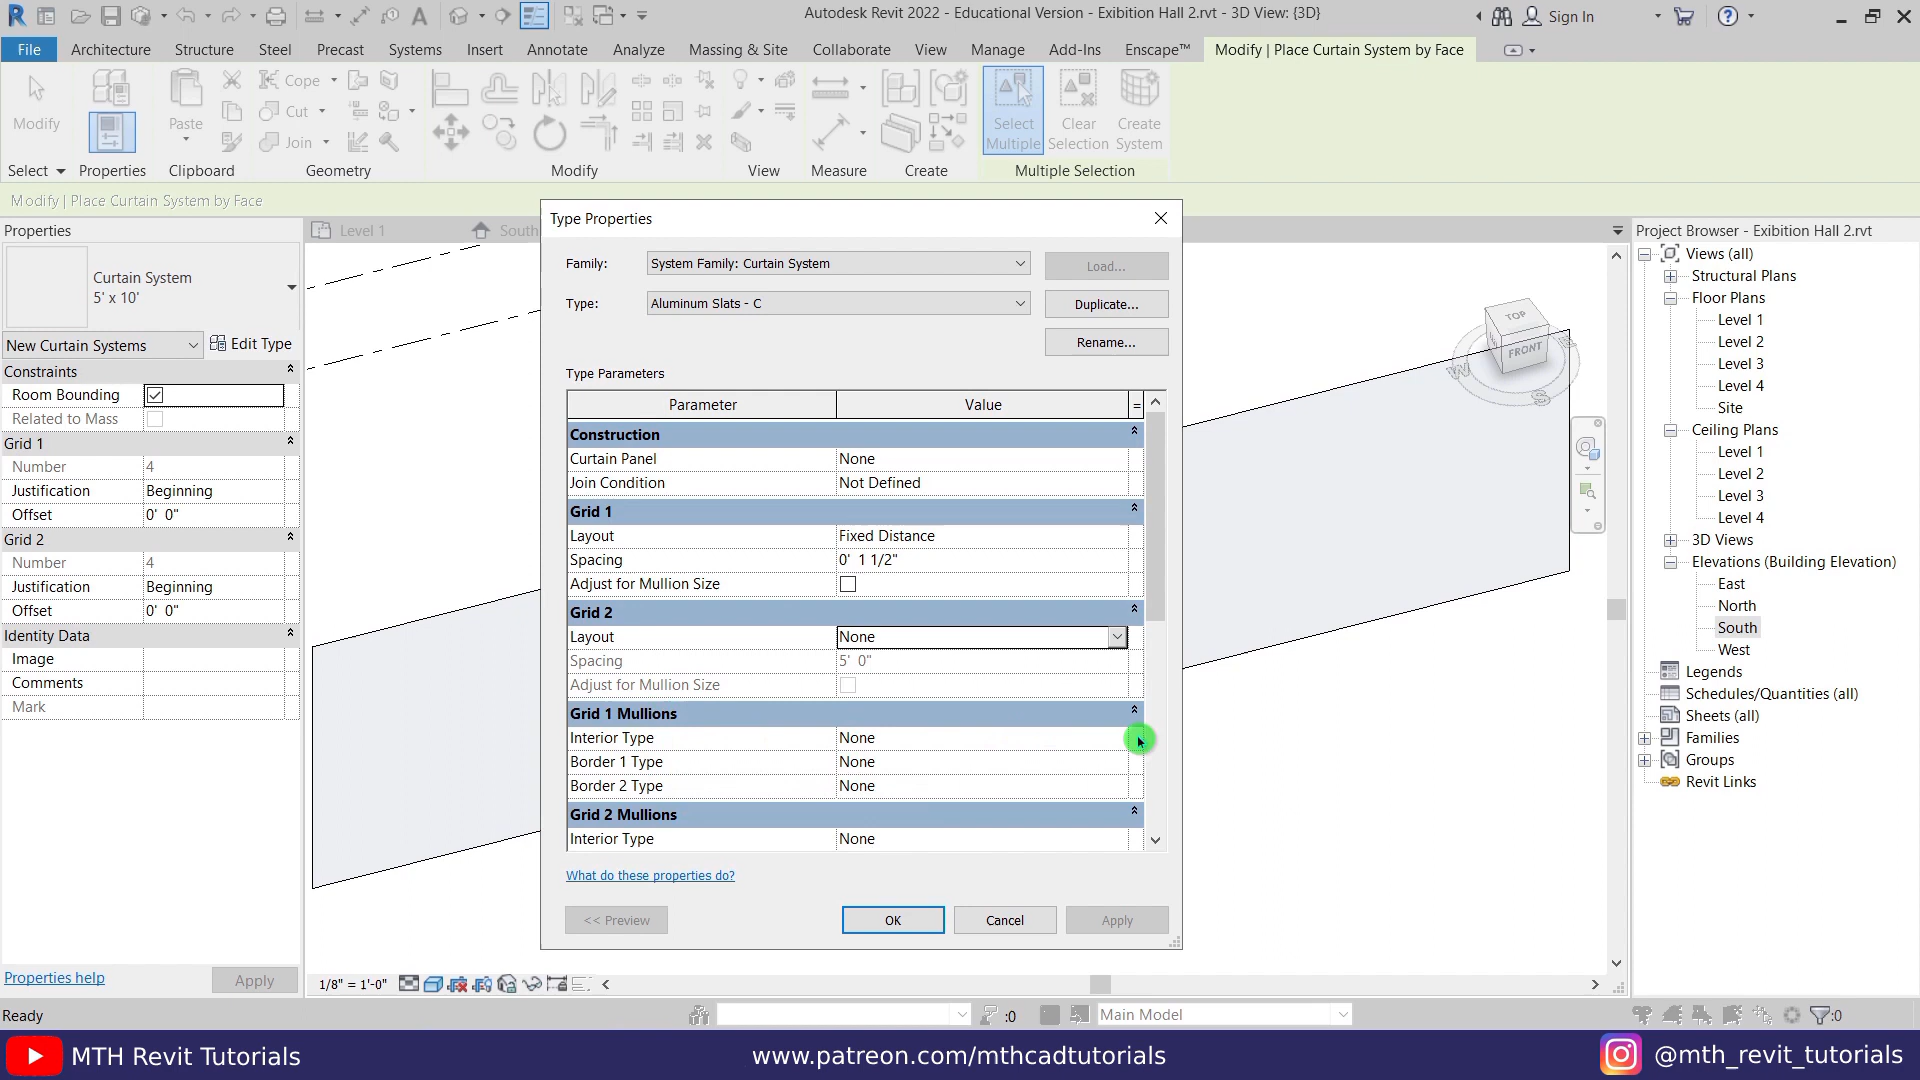 Autodesk Revit 2022 - Educational Version - Exibition Hall 2.rvt - 3D View: {3D}
Sign In
File
Architecture
Structure
Steel
Precast
Systems
Insert
Annotate
Analyze
Massing & Site
Collaborate
View
Manage
Add-Ins
Enscape™
Modify | Place Curtain System by Face
Modify
Paste
Cope
Cut
Join
Select Multiple
Clear Selection
Create System
Select
Properties
Clipboard
Geometry
Modify
View
Measure
Create
Multiple Selection
Modify | Place Curtain System by Face
Properties
Curtain System
5' x 10'
New Curtain Systems
Edit Type
Constraints
Room Bounding
Related to Mass
Grid 1
Number 4
Justification Beginning
Offset 0' 0"
Grid 2
Number 4
Justification Beginning
Offset 0' 0"
Identity Data
Image
Comments
Mark
Properties help
Apply
Level 1
South
Type Properties
Family: System Family: Curtain System
Load...
Type: Aluminum Slats - C
Duplicate...
Rename...
Type Parameters
Parameter Value =
Construction
Curtain Panel None
Join Condition Not Defined
Grid 1
Layout Fixed Distance
Spacing 0' 1 1/2"
Adjust for Mullion Size
Grid 2
Layout None
Spacing 5' 0"
Adjust for Mullion Size
Grid 1 Mullions
Interior Type None
Border 1 Type None
Border 2 Type None
Grid 2 Mullions
Interior Type None
What do these properties do?
<< Preview
OK
Cancel
Apply
TOP
FRONT
W
S
Project Browser - Exibition Hall 2.rvt
Views (all)
Structural Plans
Floor Plans
Level 1
Level 2
Level 3
Level 4
Site
Ceiling Plans
Level 1
Level 2
Level 3
Level 4
3D Views
Elevations (Building Elevation)
East
North
South
West
Legends
Schedules/Quantities (all)
Sheets (all)
Families
Groups
Revit Links
1/8" = 1'-0"
Ready
:0
Main Model
:0
MTH Revit Tutorials
www.patreon.com/mthcadtutorials
@mth_revit_tutorials